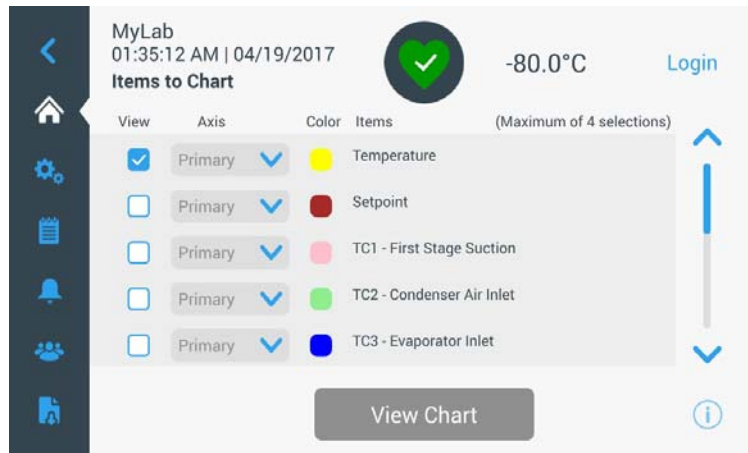 MyLab
01:35:12 AM | 04/19/2017
Items to Chart
-80.0°C
Login
View Axis Color Items (Maximum of 4 selections)
Primary Temperature
Primary Setpoint
Primary TC1 - First Stage Suction
Primary TC2 - Condenser Air Inlet
Primary TC3 - Evaporator Inlet
View Chart